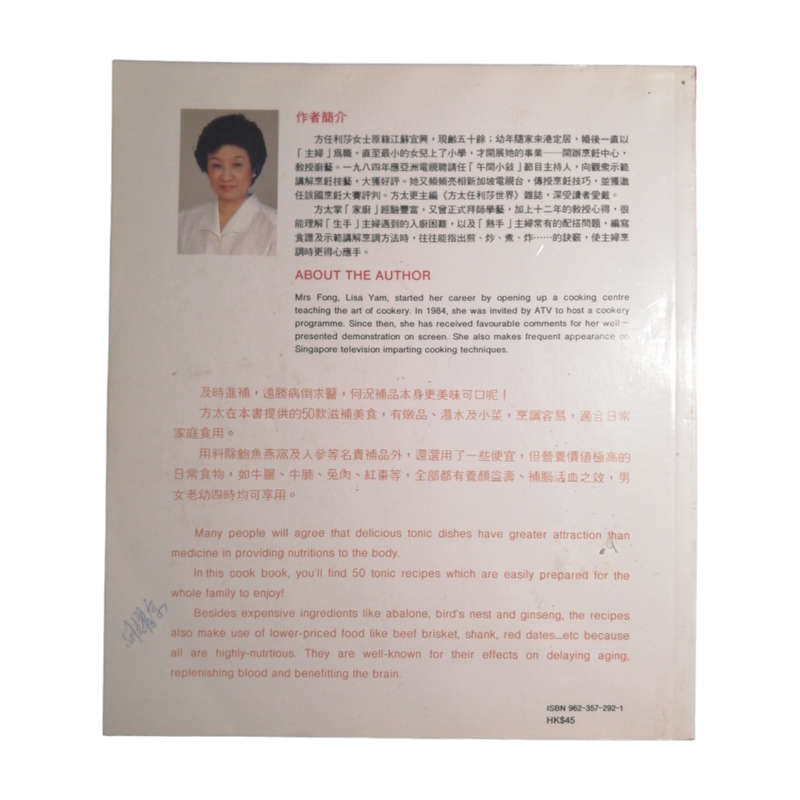 作者簡介
方任利莎女士原籍江蘇宜興，現齡五十餘；幼年隨家來港定居，婚後一直以
「主婦」爲職，直至最小的女兒上了小學，才開展她的事業——開辦烹飪中心，
教授廚藝。一九八四年應亞洲電視聘請任「午間小敍」節目主持人，向觀衆示範
講解烹飪技藝，大獲好評。她又頻頻亮相新加坡電視台，傳授烹飪技巧，並獲邀
任該國烹飪大賽評判。方太更主編《方太任利莎世界》雜誌，深受讀者愛戴。
方太掌「家廚」經驗豐富，又曾正式拜師學藝，加上十二年的教授心得，很
能理解「生手」主婦遇到的入廚困難，以及「熟手」主婦常有的配搭問題，編寫
食譜及示範講解烹調方法時，往往能指出煎、炒、煮、炸……的訣竅，使主婦烹
調時更得心應手。
ABOUT THE AUTHOR
Mrs Fong, Lisa Yam, started her career by opening up a cooking centre
teaching the art of cookery. In 1984, she was invited by ATV to host a cookery
programme. Since then, she has received favourable comments for her well—
presented demonstration on screen. She also makes frequent appearance on
Singapore television imparting cooking techniques.
及時進補，遠勝病倒求醫，何況補品本身更美味可口呢！
方太在本書提供的50款滋補美食，有燉品、湯水及小菜，烹調容易，適合日常
家庭食用。
用料除鮑魚燕窩及人參等名貴補品外，還選用了一些便宜，但營養價值極高的
日常食物，如牛𦟌、牛腩、兔肉、紅棗等，全部都有養顏益壽、補腦活血之效，男
女老幼四時均可享用。
Many people will agree that delicious tonic dishes have greater attraction than
medicine in providing nutritions to the body.
In this cook book, you'll find 50 tonic recipes which are easily prepared for the
whole family to enjoy!
Besides expensive ingredients like abalone, bird's nest and ginseng, the recipes
also make use of lower-priced food like beef brisket, shank, red dates...etc because
all are highly-nutritious. They are well-known for their effects on delaying aging,
replenishing blood and benefitting the brain.
ISBN 962-357-292-1
HK$45